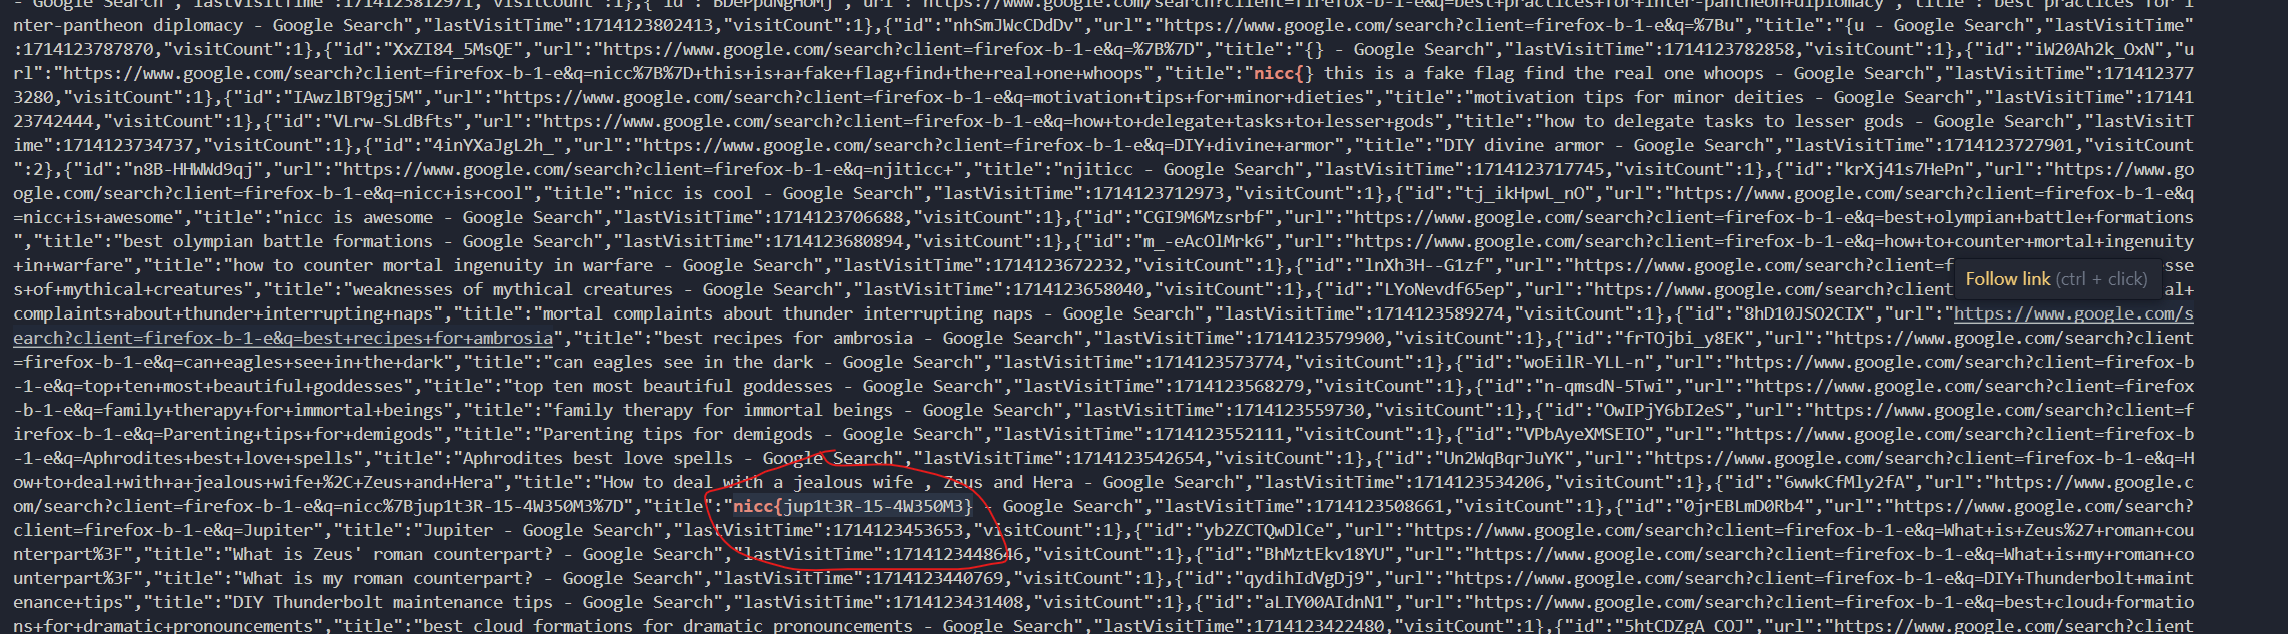 - Google Search","lastVisitTime":1714123812971,"visitCount":1},{"id":"BDePpdNgHOMj","url":"https://www.google.com/search?client=firefox-b-1-e&q=best+practices+for+inter-pantheon+diplomacy","title":"best practices for i
nter-pantheon diplomacy - Google Search","lastVisitTime":1714123802413,"visitCount":1},{"id":"nhSmJWcCDdDv","url":"https://www.google.com/search?client=firefox-b-1-e&q=%7Bu","title":"{u - Google Search","lastVisitTime"
:1714123787870,"visitCount":1},{"id":"XxZI84_5MsQE","url":"https://www.google.com/search?client=firefox-b-1-e&q=%7B%7D","title":"{} - Google Search","lastVisitTime":1714123782858,"visitCount":1},{"id":"iW20Ah2k_OxN","u
rl":"https://www.google.com/search?client=firefox-b-1-e&q=nicc%7B%7D+this+is+a+fake+flag+find+the+real+one+whoops","title":"nicc{} this is a fake flag find the real one whoops - Google Search","lastVisitTime":171412377
3280,"visitCount":1},{"id":"IAwzlBT9gj5M","url":"https://www.google.com/search?client=firefox-b-1-e&q=motivation+tips+for+minor+dieties","title":"motivation tips for minor deities - Google Search","lastVisitTime":17141
23742444,"visitCount":1},{"id":"VLrw-SLdBfts","url":"https://www.google.com/search?client=firefox-b-1-e&q=how+to+delegate+tasks+to+lesser+gods","title":"how to delegate tasks to lesser gods - Google Search","lastVisitT
ime":1714123734737,"visitCount":1},{"id":"4inYXaJgL2h_","url":"https://www.google.com/search?client=firefox-b-1-e&q=DIY+divine+armor","title":"DIY divine armor - Google Search","lastVisitTime":1714123727901,"visitCount
":2},{"id":"n8B-HHWWd9qj","url":"https://www.google.com/search?client=firefox-b-1-e&q=njiticc+","title":"njiticc - Google Search","lastVisitTime":1714123717745,"visitCount":1},{"id":"krXj41s7HePn","url":"https://www.go
ogle.com/search?client=firefox-b-1-e&q=nicc+is+cool","title":"nicc is cool - Google Search","lastVisitTime":1714123712973,"visitCount":1},{"id":"tj_ikHpwL_nO","url":"https://www.google.com/search?client=firefox-b-1-e&q
=nicc+is+awesome","title":"nicc is awesome - Google Search","lastVisitTime":1714123706688,"visitCount":1},{"id":"CGI9M6Mzsrbf","url":"https://www.google.com/search?client=firefox-b-1-e&q=best+olympian+battle+formations
","title":"best olympian battle formations - Google Search","lastVisitTime":1714123680894,"visitCount":1},{"id":"m_-eAcOlMrk6","url":"https://www.google.com/search?client=firefox-b-1-e&q=how+to+counter+mortal+ingenuity
+in+warfare","title":"how to counter mortal ingenuity in warfare - Google Search","lastVisitTime":1714123672232,"visitCount":1},{"id":"lnXh3H--G1zf","url":"https://www.google.com/search?client=f sse
Follow link (ctrl + click)
s+of+mythical+creatures","title":"weaknesses of mythical creatures - Google Search","lastVisitTime":1714123658040,"visitCount":1},{"id":"LYoNevdf65ep","url":"https://www.google.com/search?client= al+
complaints+about+thunder+interrupting+naps","title":"mortal complaints about thunder interrupting naps - Google Search","lastVisitTime":1714123589274,"visitCount":1},{"id":"8hD10JSO2CIX","url":"https://www.google.com/s
earch?client=firefox-b-1-e&q=best+recipes+for+ambrosia","title":"best recipes for ambrosia - Google Search","lastVisitTime":1714123579900,"visitCount":1},{"id":"frTOjbi_y8EK","url":"https://www.google.com/search?client
=firefox-b-1-e&q=can+eagles+see+in+the+dark","title":"can eagles see in the dark - Google Search","lastVisitTime":1714123573774,"visitCount":1},{"id":"woEilR-YLL-n","url":"https://www.google.com/search?client=firefox-b
-1-e&q=top+ten+most+beautiful+goddesses","title":"top ten most beautiful goddesses - Google Search","lastVisitTime":1714123568279,"visitCount":1},{"id":"n-qmsdN-5Twi","url":"https://www.google.com/search?client=firefox
-b-1-e&q=family+therapy+for+immortal+beings","title":"family therapy for immortal beings - Google Search","lastVisitTime":1714123559730,"visitCount":1},{"id":"OwIPjY6bI2eS","url":"https://www.google.com/search?client=f
irefox-b-1-e&q=Parenting+tips+for+demigods","title":"Parenting tips for demigods - Google Search","lastVisitTime":1714123552111,"visitCount":1},{"id":"VPbAyeXMSEIO","url":"https://www.google.com/search?client=firefox-b
-1-e&q=Aphrodites+best+love+spells","title":"Aphrodites best love spells - Google Search","lastVisitTime":1714123542654,"visitCount":1},{"id":"Un2WqBqrJuYK","url":"https://www.google.com/search?client=firefox-b-1-e&q=H
ow+to+deal+with+a+jealous+wife+%2C+Zeus+and+Hera","title":"How to deal with a jealous wife , Zeus and Hera - Google Search","lastVisitTime":1714123534206,"visitCount":1},{"id":"6wwkCfMly2fA","url":"https://www.google.c
om/search?client=firefox-b-1-e&q=nicc%7Bjup1t3R-15-4W350M3%7D","title":"nicc{jup1t3R-15-4W350M3} - Google Search","lastVisitTime":1714123508661,"visitCount":1},{"id":"0jrEBLmD0Rb4","url":"https://www.google.com/search?
client=firefox-b-1-e&q=Jupiter","title":"Jupiter - Google Search","lastVisitTime":1714123453653,"visitCount":1},{"id":"yb2ZCTQwDlCe","url":"https://www.google.com/search?client=firefox-b-1-e&q=What+is+Zeus%27+roman+cou
nterpart%3F","title":"What is Zeus' roman counterpart? - Google Search","lastVisitTime":1714123448646,"visitCount":1},{"id":"BhMztEkv18YU","url":"https://www.google.com/search?client=firefox-b-1-e&q=What+is+my+roman+co
unterpart%3F","title":"What is my roman counterpart? - Google Search","lastVisitTime":1714123440769,"visitCount":1},{"id":"qydihIdVgDj9","url":"https://www.google.com/search?client=firefox-b-1-e&q=DIY+Thunderbolt+maint
enance+tips","title":"DIY Thunderbolt maintenance tips - Google Search","lastVisitTime":1714123431408,"visitCount":1},{"id":"aLIY00AIdnN1","url":"https://www.google.com/search?client=firefox-b-1-e&q=best+cloud+formatio
ns+for+dramatic+pronouncements","title":"best cloud formations for dramatic pronouncements - Google Search","lastVisitTime":1714123422480,"visitCount":1},{"id":"5htCDZgA_COJ","url":"https://www.google.com/search?client